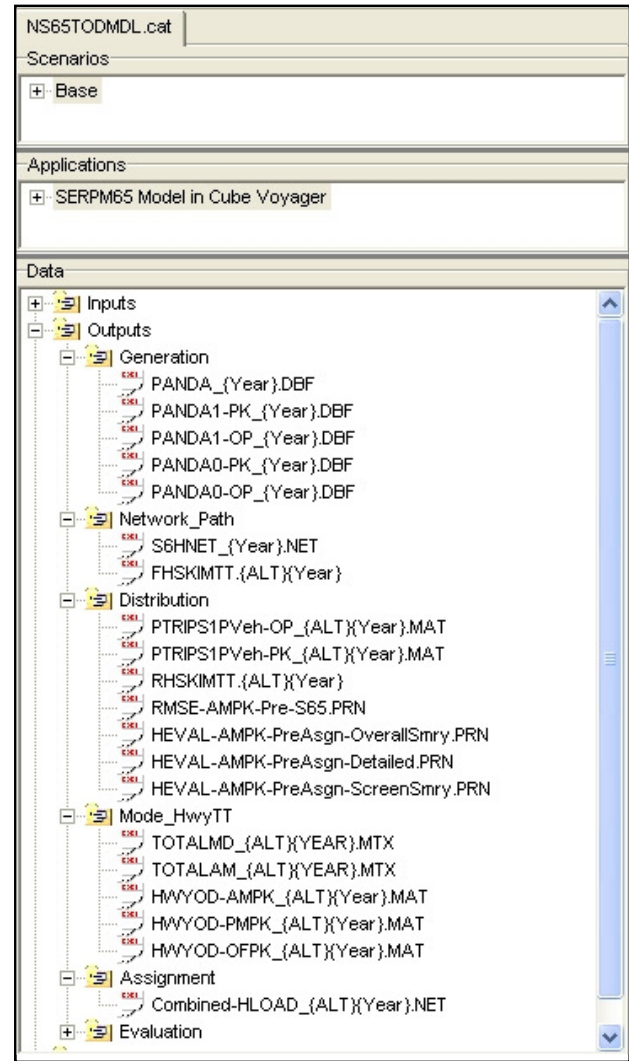 NS65TODMDL.cat
Scenarios
Base
Applications
SERPM65 Model in Cube Voyager
Data
Inputs
Outputs
Generation
PANDA_{Year}.DBF
PANDA1-PK_{Year}.DBF
PANDA1-OP_{Year}.DBF
PANDA0-PK_{Year}.DBF
PANDA0-OP_{Year}.DBF
Network_Path
S6HNET_{Year}.NET
FHSKIMTT.{ALT}{Year}
Distribution
PTRIPS1PVeh-OP_{ALT}{Year}.MAT
PTRIPS1PVeh-PK_{ALT}{Year}.MAT
RHSKIMTT.{ALT}{Year}
RMSE-AMPK-Pre-S65.PRN
HEVAL-AMPK-PreAsgn-OverallSmry.PRN
HEVAL-AMPK-PreAsgn-Detailed.PRN
HEVAL-AMPK-PreAsgn-ScreenSmry.PRN
Mode_HwyTT
TOTALMD_{ALT}{YEAR}.MTX
TOTALAM_{ALT}{YEAR}.MTX
HWYOD-AMPK_{ALT}{Year}.MAT
HWYOD-PMPK_{ALT}{Year}.MAT
HWYOD-OFPK_{ALT}{Year}.MAT
Assignment
Combined-HLOAD_{ALT}{Year}.NET
Evaluation